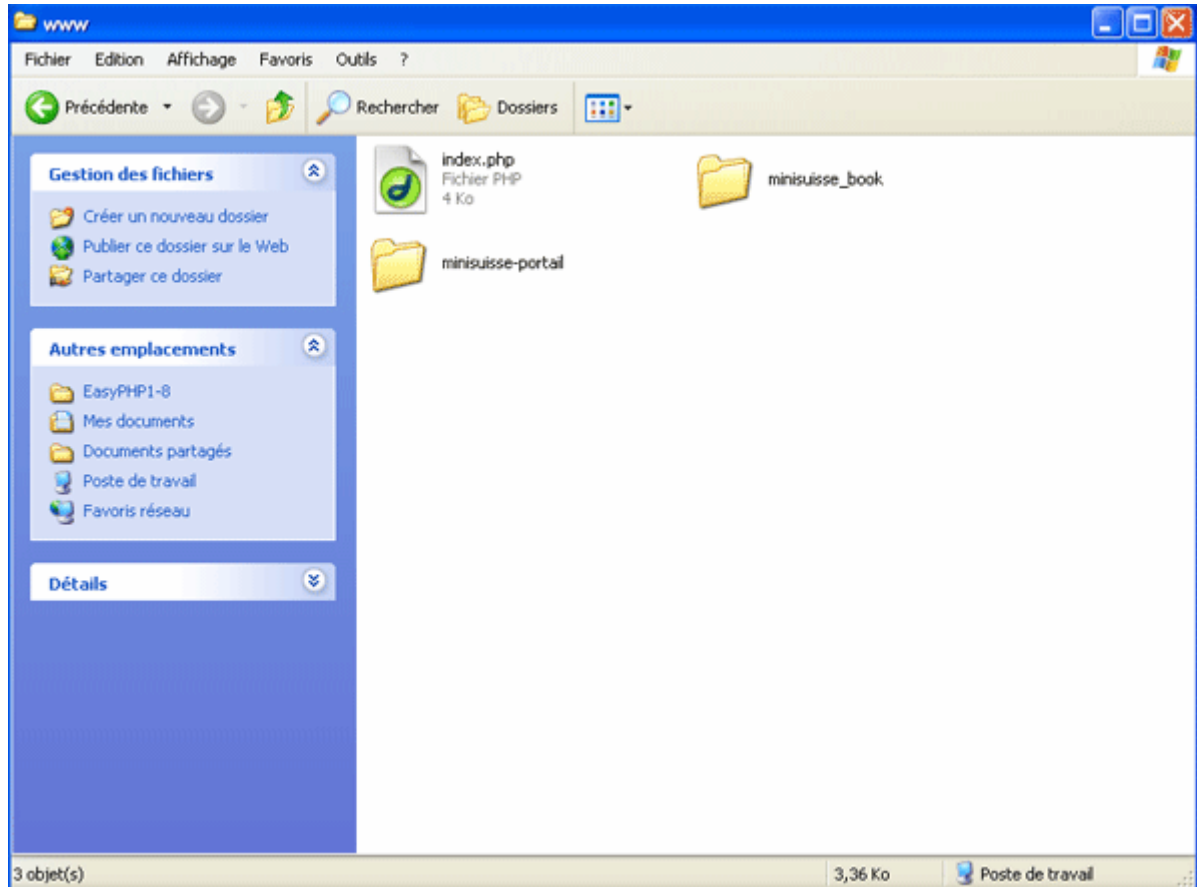 www
Fichier Edition Affichage Favoris Outils ?
Précédente Rechercher Dossiers
Gestion des fichiers
Créer un nouveau dossier
Publier ce dossier sur le Web
Partager ce dossier
Autres emplacements
EasyPHP1-8
Mes documents
Documents partagés
Poste de travail
Favoris réseau
Détails
index.php
Fichier PHP
4 Ko
minisuisse_book
minisuisse-portail
3 objet(s) 3,36 Ko Poste de travail